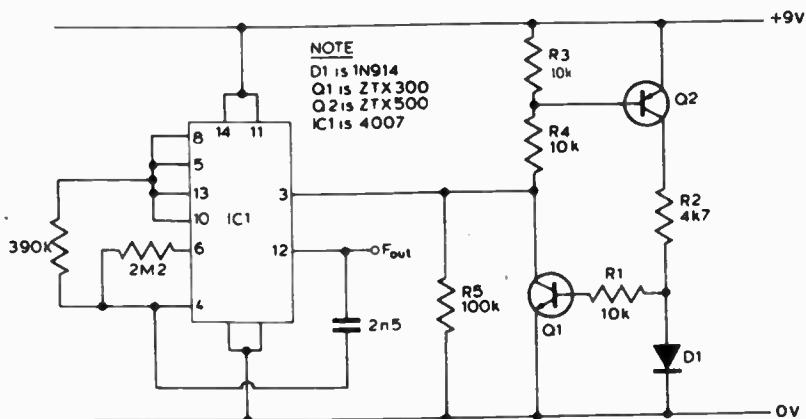 +9V
NOTE
D1 is 1N914
Q1 is ZTX300
Q2 is ZTX500
IC1 is 4007
R3
10k
Q2
R4
10k
14 11
8
5
13
10
6
4
IC1
3
12
390k
2M2
Fout
2n5
R5
100k
R2
4k7
R1
10k
Q1
D1
0V